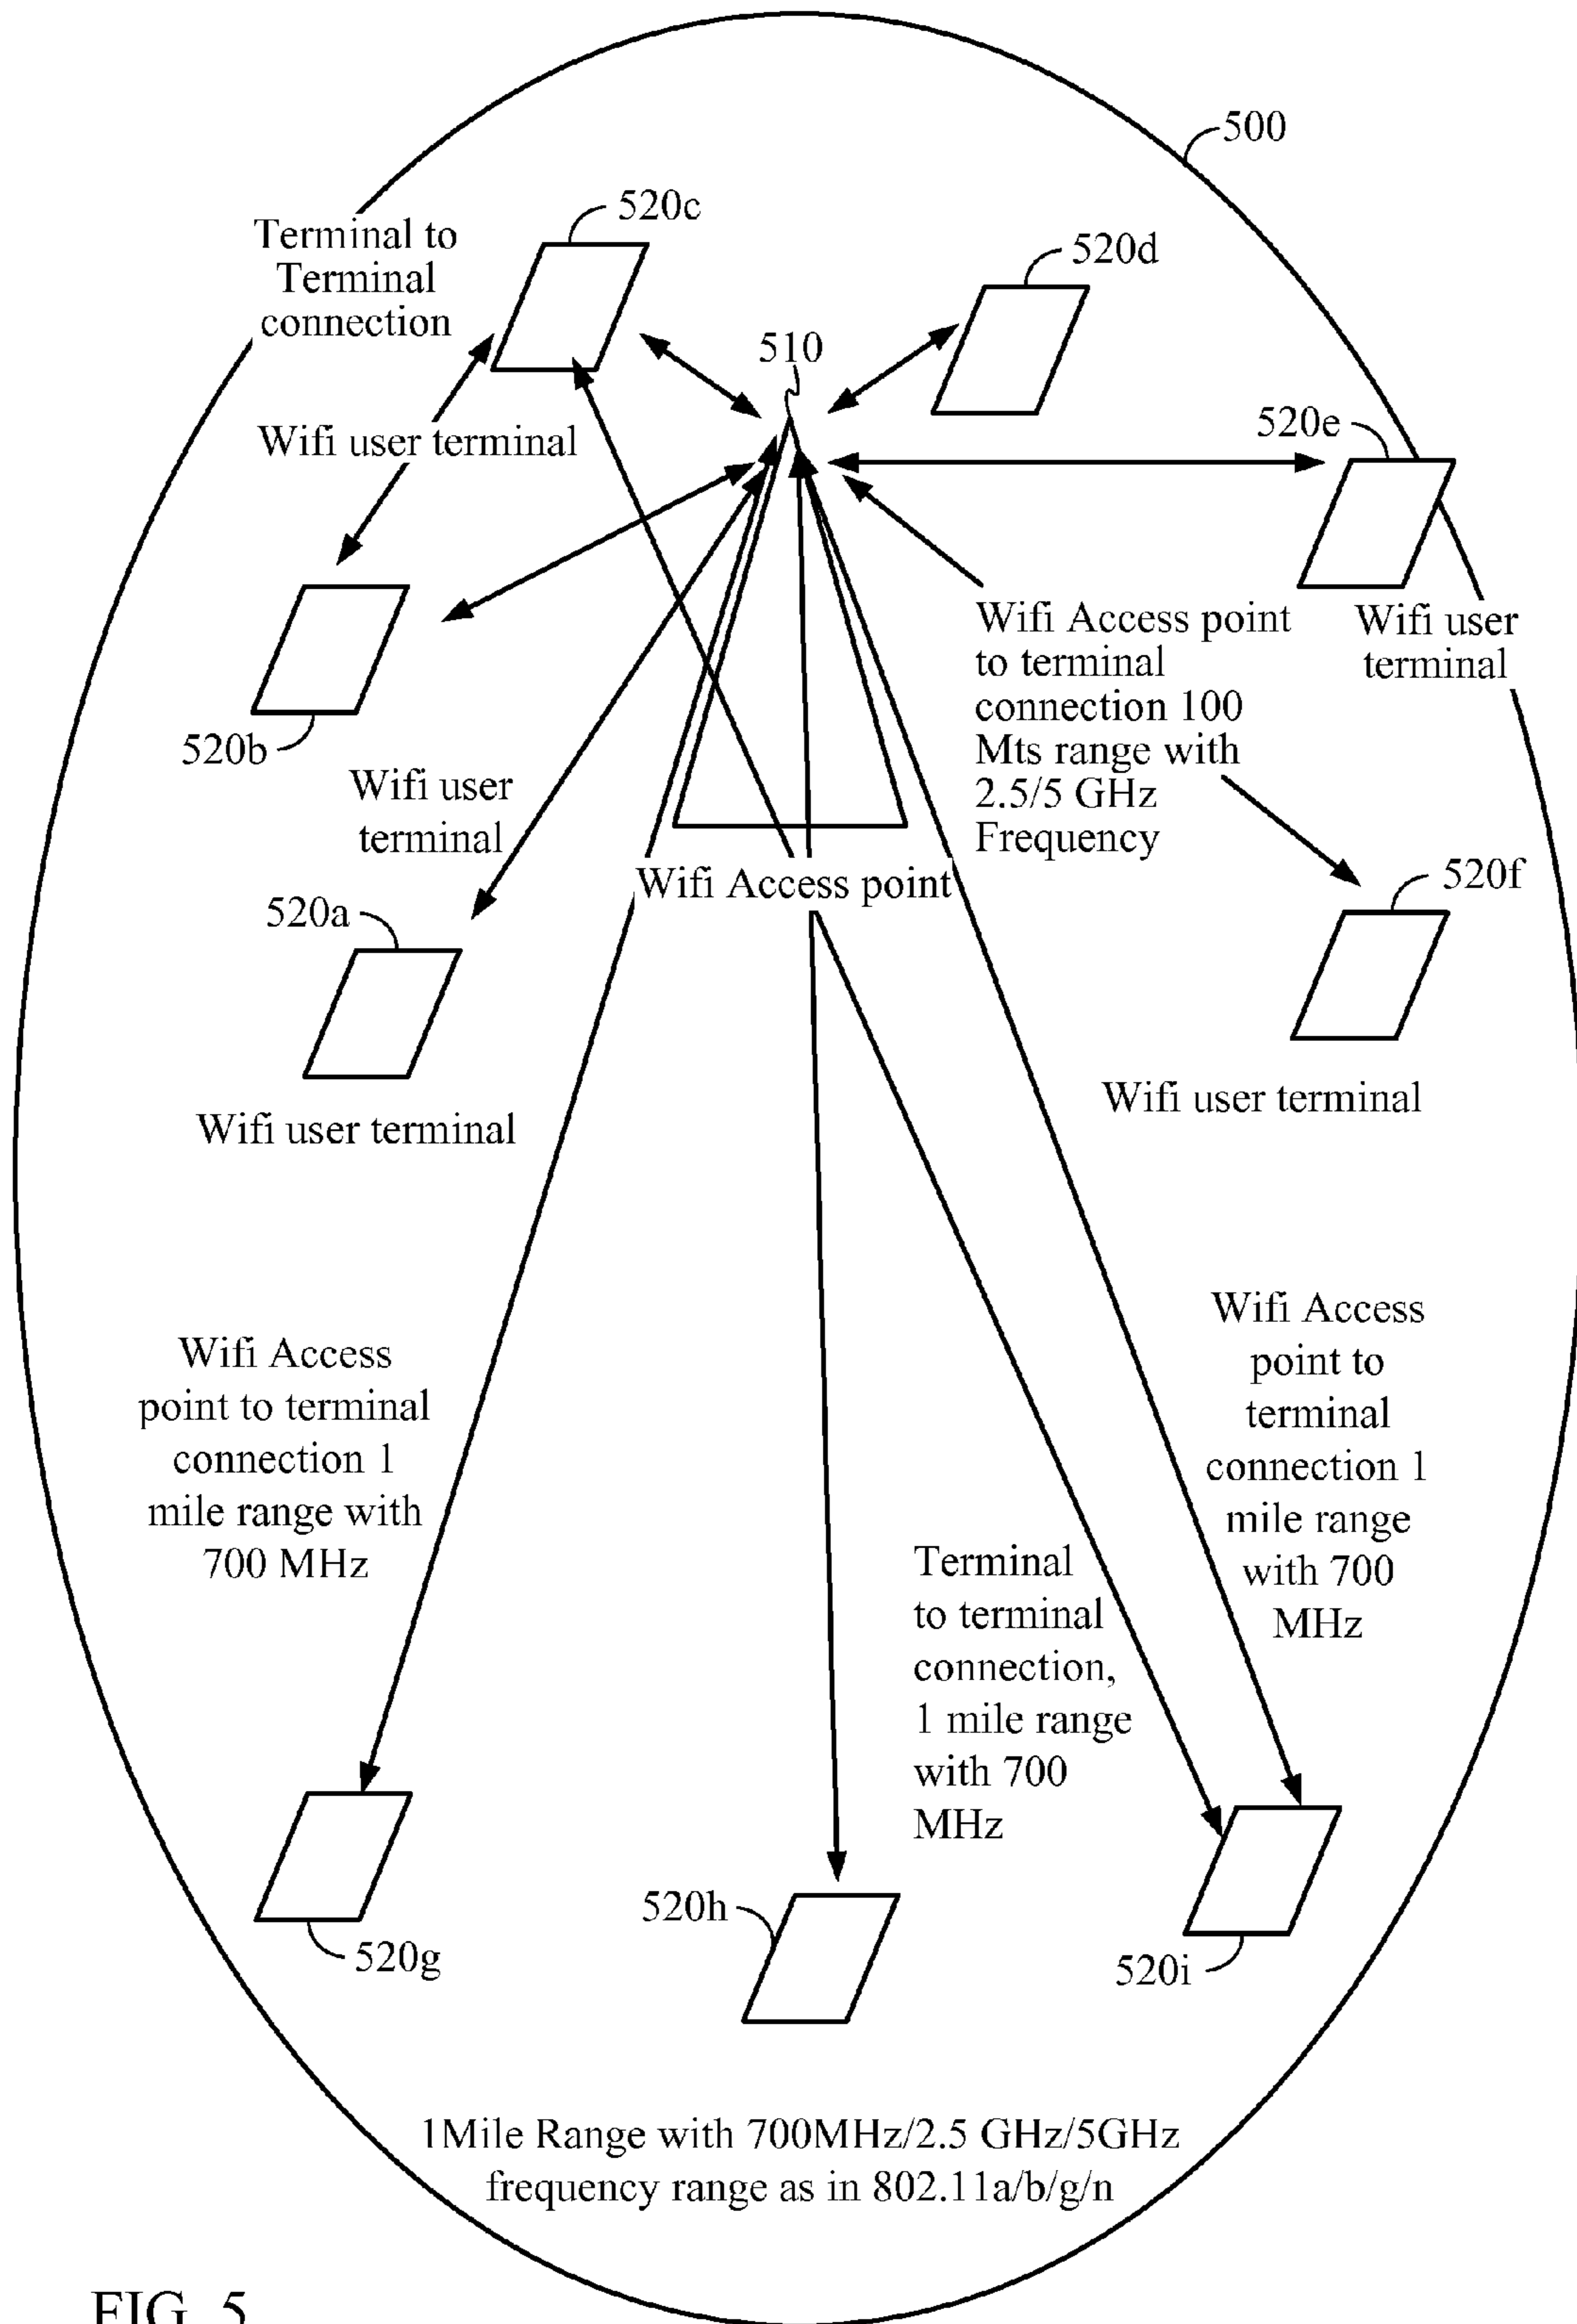 500
520c
Terminal to
Terminal
connection
520d
510
520e
Wifi user terminal
Wifi Access point
to terminal
connection 100
Mts range with
2.5/5 GHz
Frequency
Wifi user
terminal
520b
Wifi user
terminal
Wifi Access point
520f
520a
Wifi user terminal
Wifi user terminal
Wifi Access
point to terminal
connection 1
mile range with
700 MHz
Wifi Access
point to
terminal
connection 1
mile range
with 700
MHz
Terminal
to terminal
connection,
1 mile range
with 700
MHz
520g
520h
520i
1Mile Range with 700MHz/2.5 GHz/5GHz
frequency range as in 802.11a/b/g/n
FIG. 5